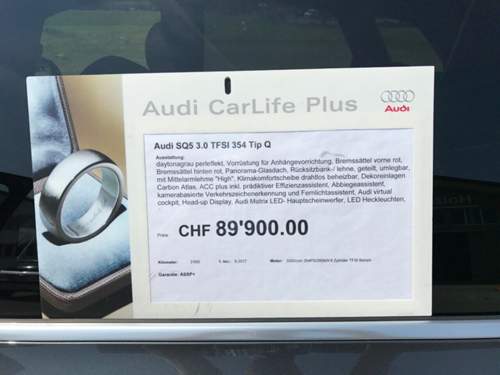 Audi CarLife Plus
Audi
Audi SQ5 3.0 TFSI 354 Tip Q
Ausstattung:
daytonagrau perleffekt, Vorrüstung für Anhängevorrichtung, Bremssättel vorne rot,
Bremssättel hinten rot, Panorama-Glasdach, Rücksitzbank-/ lehne, geteilt, umlegbar,
mit Mittelarmlehne "High", Klimakomfortscheibe drahtlos beheizbar, Dekoreinlagen
Carbon Atlas, ACC plus inkl. prädiktiver Effizienzassistent, Abbiegeassistent,
kamerabasierte Verkehrszeichenerkennung und Fernlichtassistent, Audi virtual
cockpit, Head-up Display, Audi Matrix LED- Hauptscheinwerfer, LED Heckleuchten,
Preis: CHF 89'900.00
Kilometer:
Motor:
Garantie: